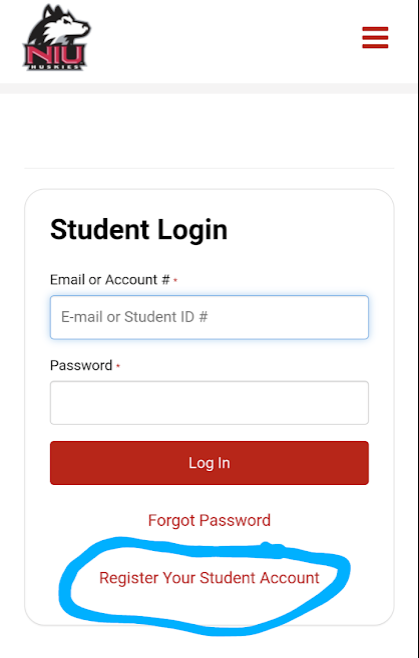 NIU
HUSKIES
Student Login
Email or Account # *
E-mail or Student ID #
Password *
Log In
Forgot Password
Register Your Student Account